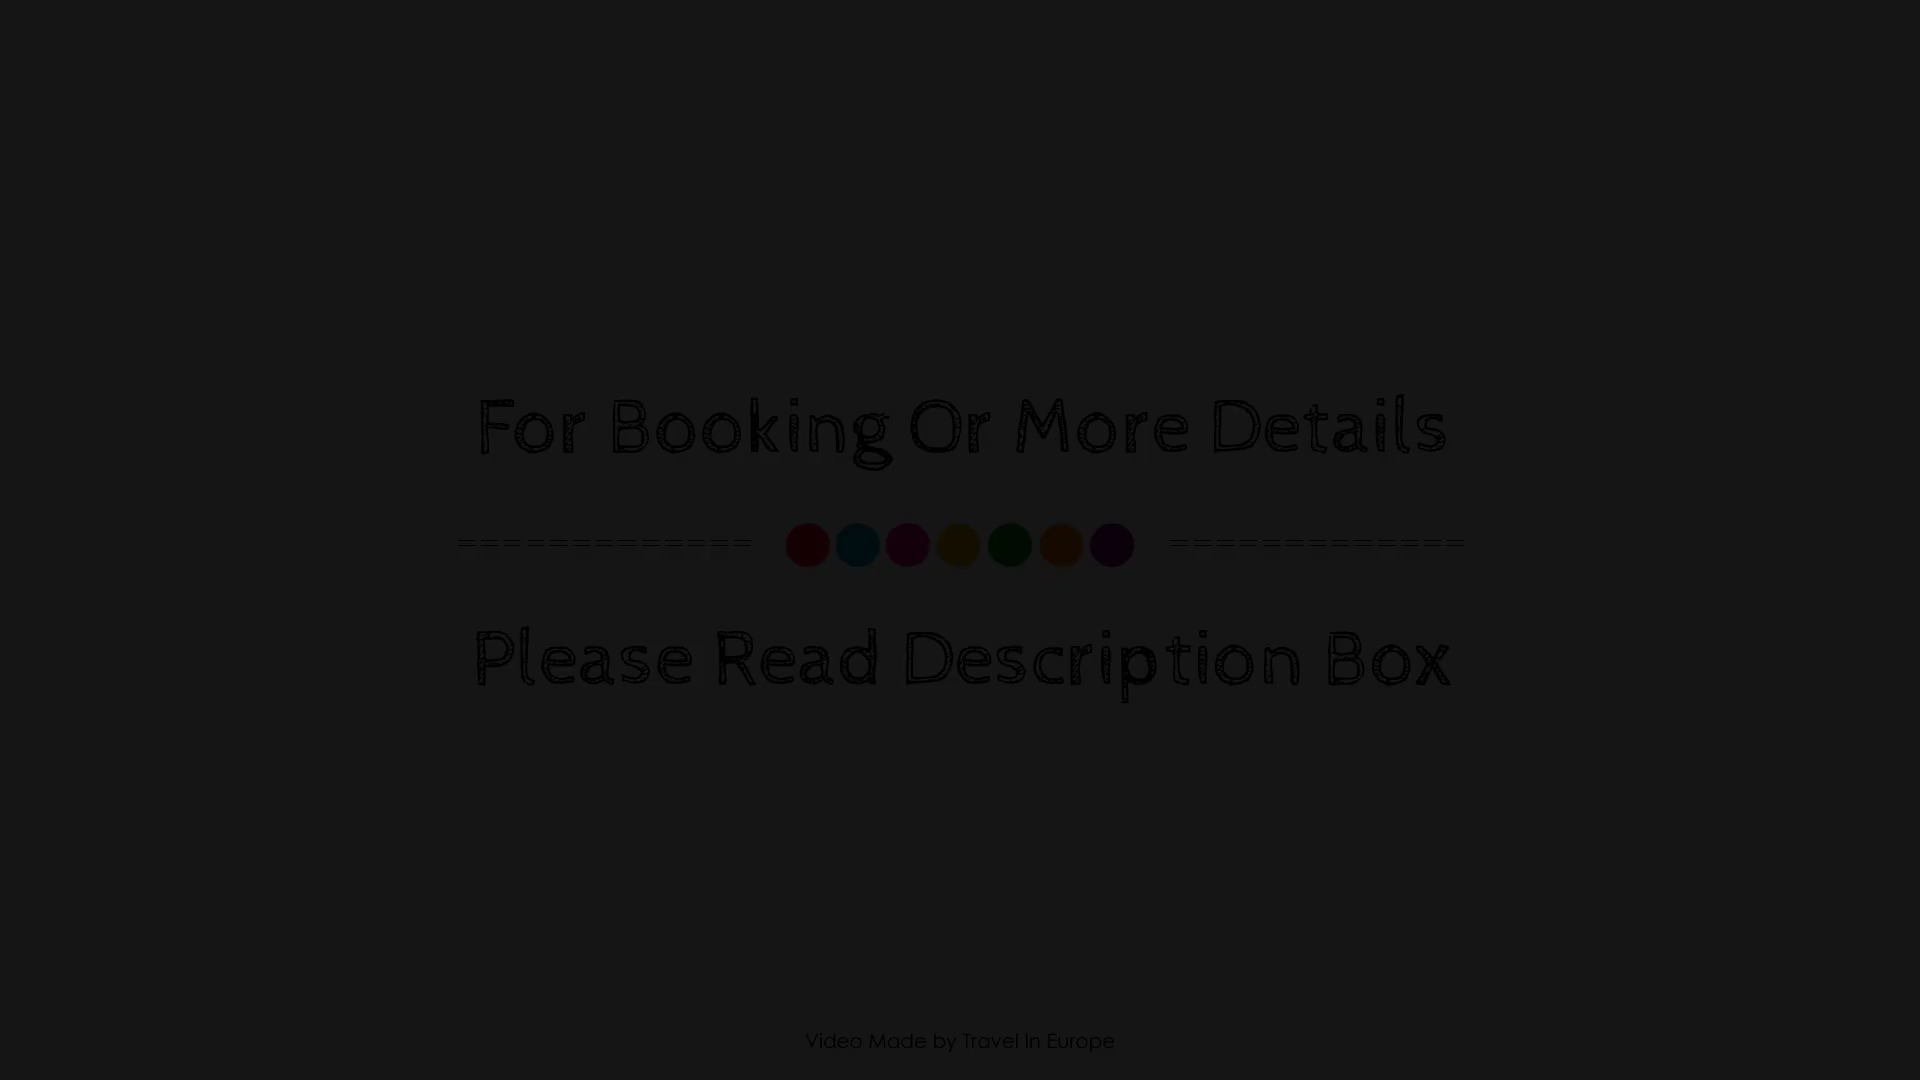 For Booking Or More Details
============= =============
Please Read Description Box
Video Made by Travel In Europe